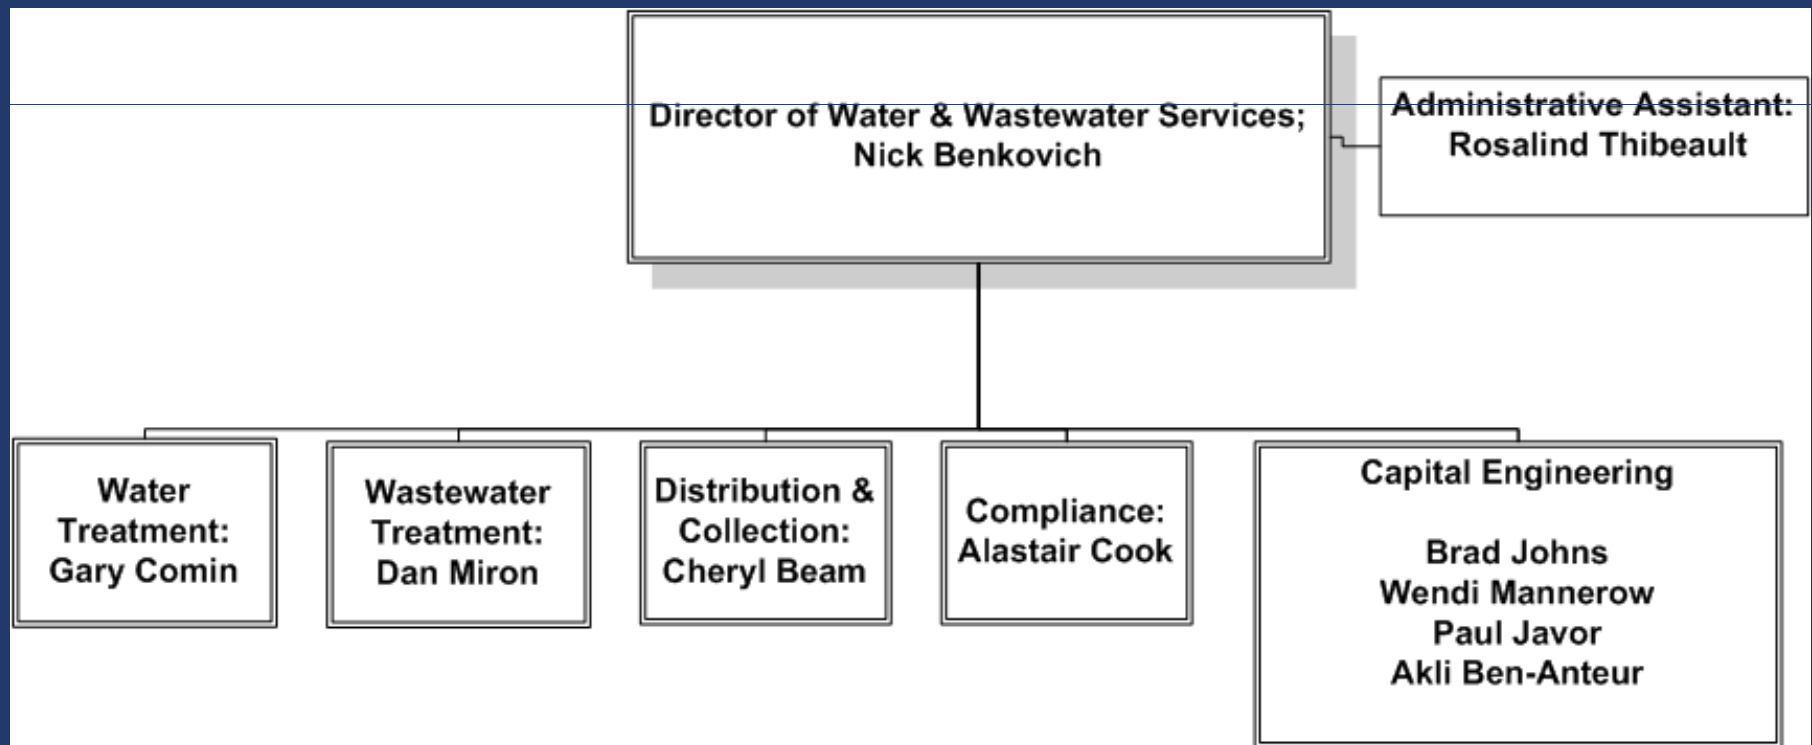 Director of Water & Wastewater Services;
Nick Benkovich
Administrative Assistant:
Rosalind Thibeault
Water
Treatment:
Gary Comin
Wastewater
Treatment:
Dan Miron
Distribution &
Collection:
Cheryl Beam
Compliance:
Alastair Cook
Capital Engineering
Brad Johns
Wendi Mannerow
Paul Javor
Akli Ben-Anteur